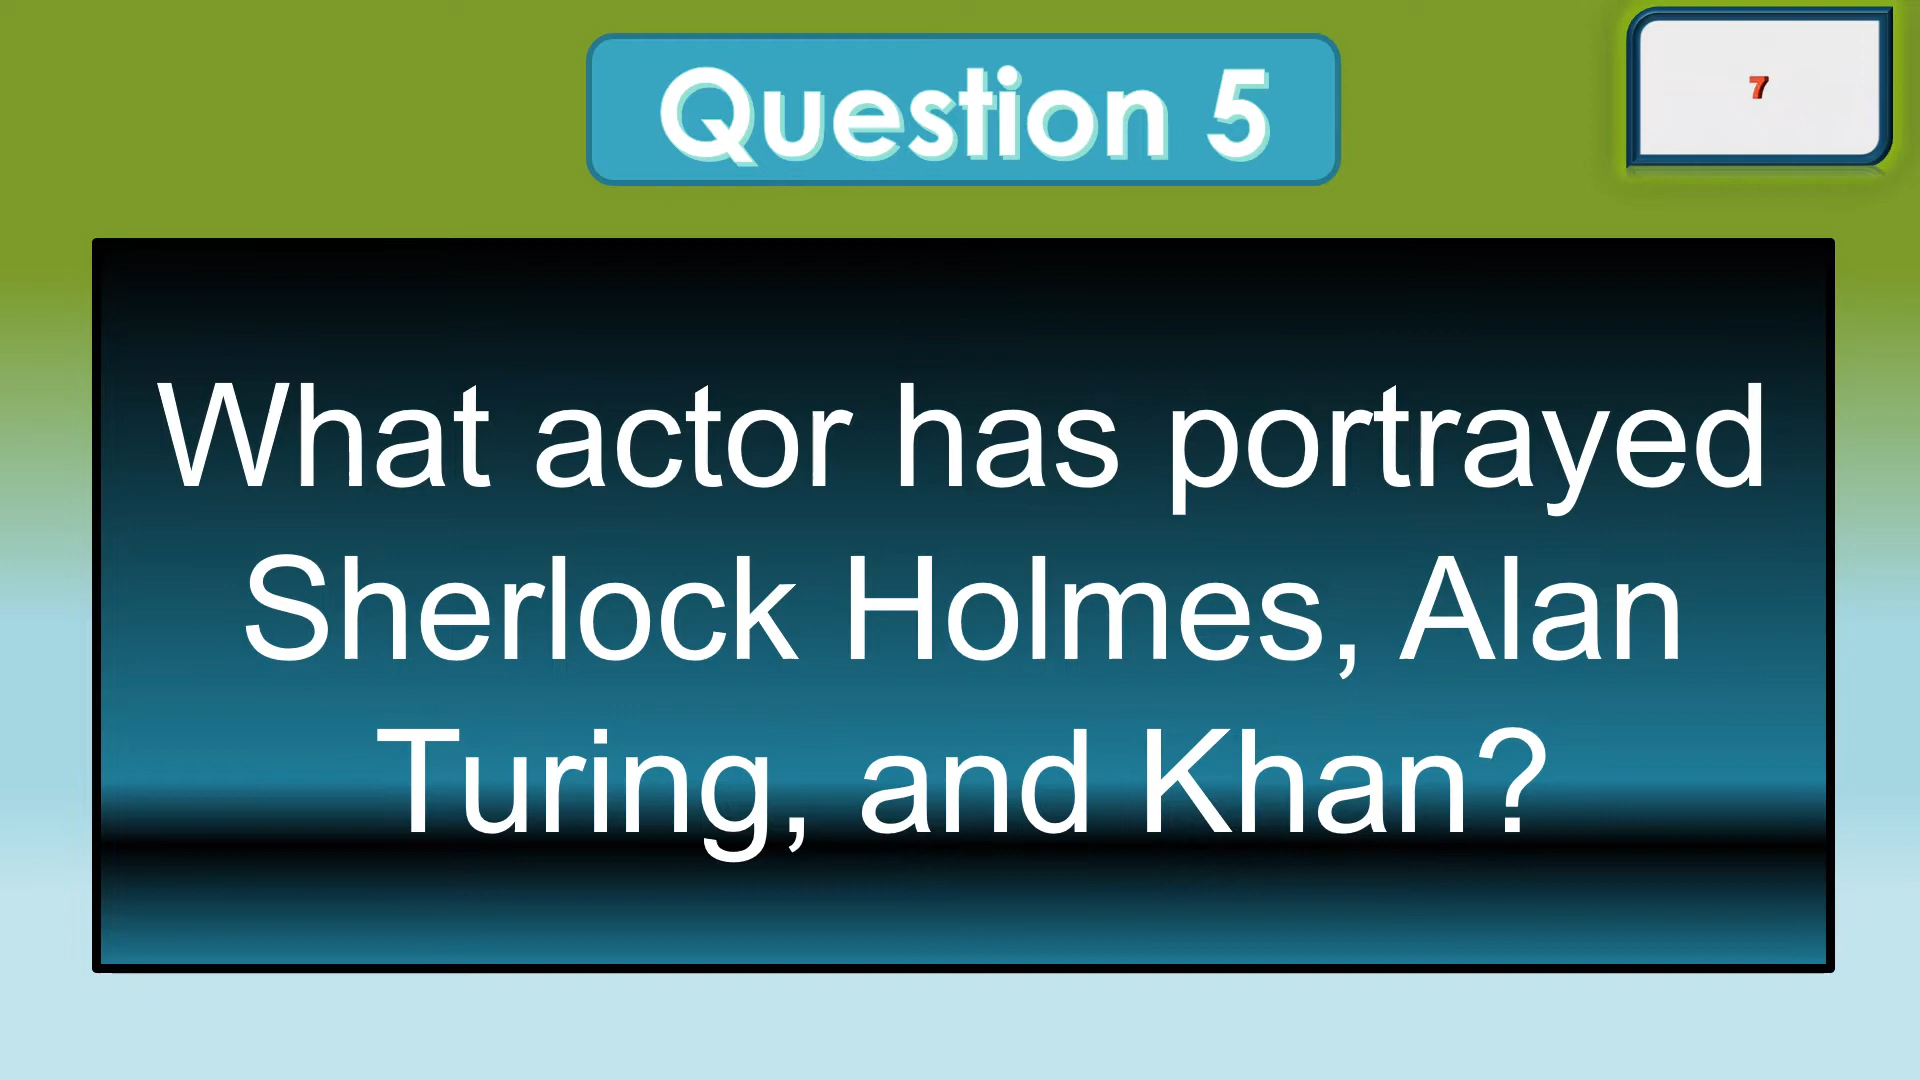 Question 5
7
What actor has portrayed
Sherlock Holmes, Alan
Turing, and Khan?